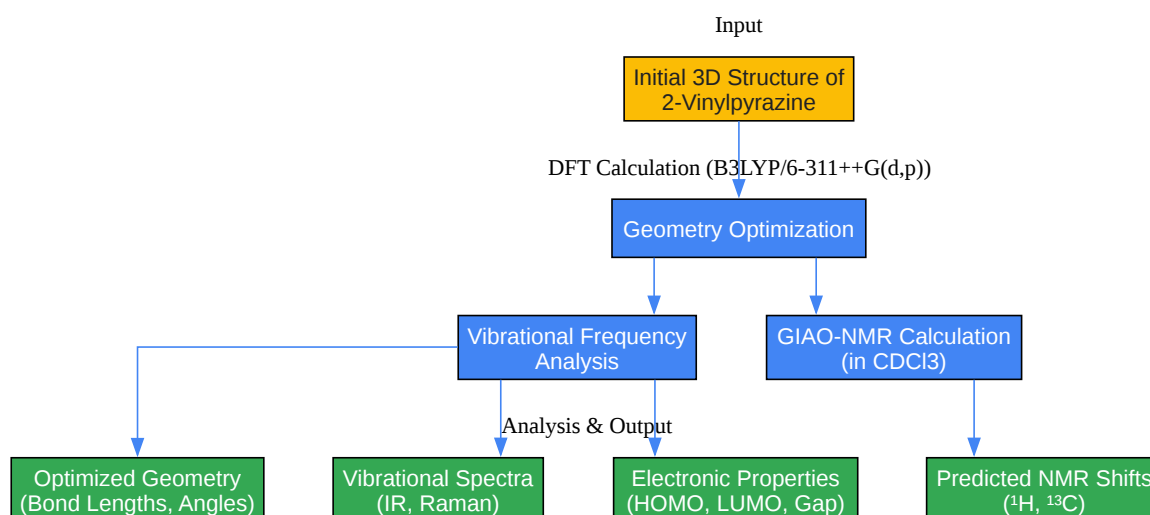 Input
Initial 3D Structure of
2-Vinylpyrazine
DFT Calculation (B3LYP/6-311++G(d,p))
Geometry Optimization
Vibrational Frequency
Analysis
GIAO-NMR Calculation
(in CDCl3)
Analysis & Output
Optimized Geometry
(Bond Lengths, Angles)
Vibrational Spectra
(IR, Raman)
Electronic Properties
(HOMO, LUMO, Gap)
Predicted NMR Shifts
(¹H, ¹³C)